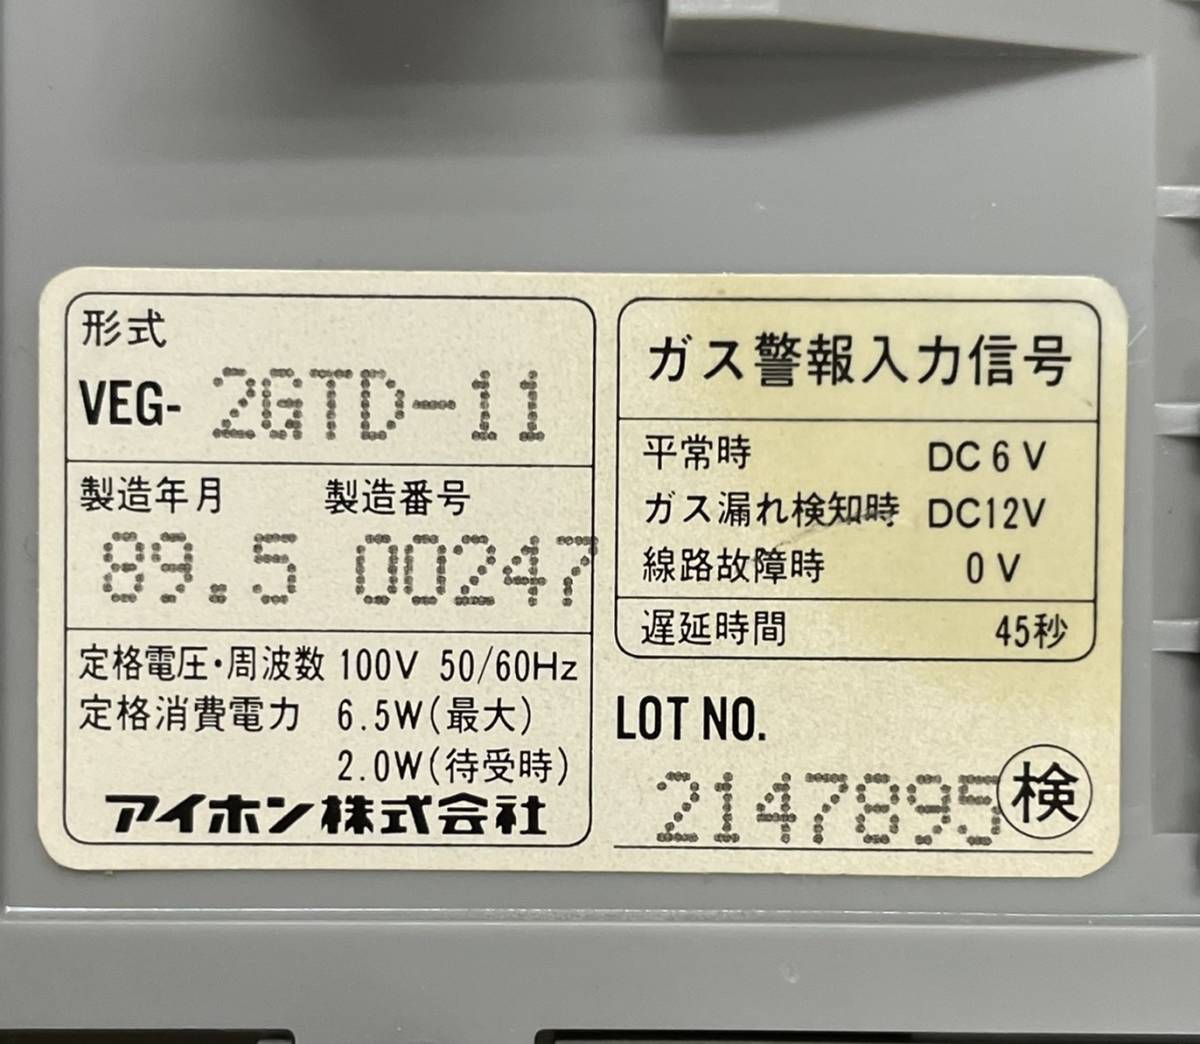 形式
VEG- 2GTD-11
製造年月 製造番号
89.5 00247
定格電圧・周波数 100V 50/60Hz
定格消費電力 6.5W(最大)
2.0W(待受時)
アイホン株式会社
ガス警報入力信号
平常時 DC6V
ガス漏れ検知時 DC12V
線路故障時 0V
遅延時間 45秒
LOT NO.
2147895 検